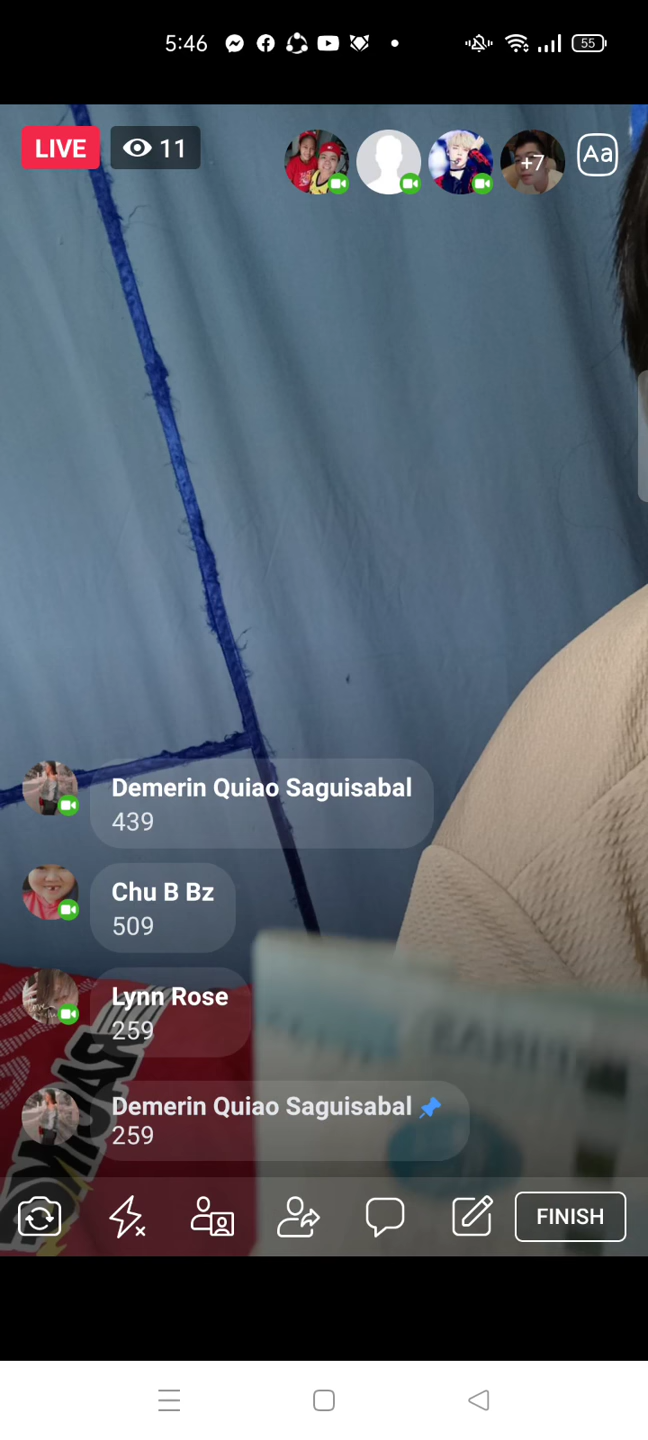 5:46
55
LIVE
11
+7
Aa
Demerin Quiao Saguisabal
439
Chu B Bz
509
Lynn Rose
259
Demerin Quiao Saguisabal
259
FINISH